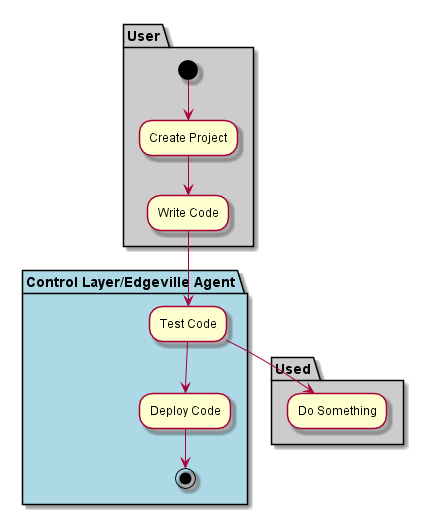 User
Create Project
Write Code
Control Layer/Edgeville Agent
Test Code
Used
Deploy Code
Do Something